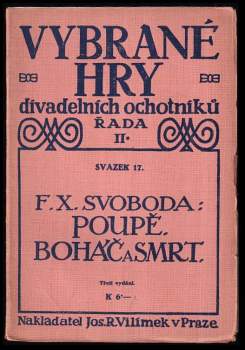 VYBRANÉ
HRY
divadelních ochotníků
ŘADA
II.
SVAZEK 17.
F. X. SVOBODA:
POUPĚ.
BOHÁČ A SMRT.
Třetí vydání.
K 6'—
Nakladatel Jos. R. Vilímek v Praze